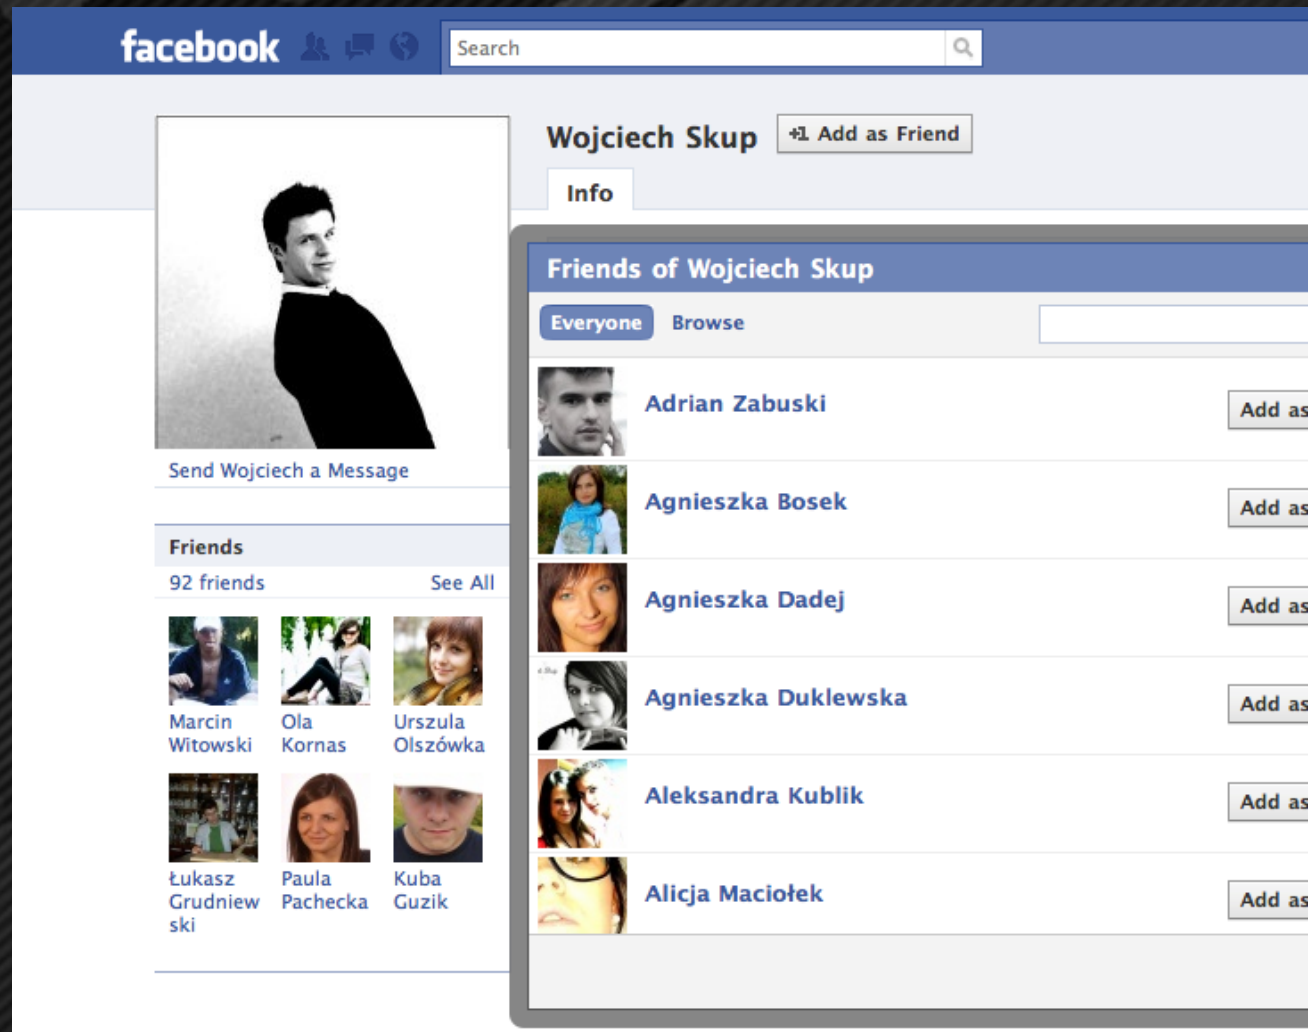 facebook
Search
Wojciech Skup
+1 Add as Friend
Info
Send Wojciech a Message
Friends
92 friends
See All
Marcin
Witowski
Ola
Kornas
Urszula
Olszówka
Łukasz
Grudniew
ski
Paula
Pachecka
Kuba
Guzik
Friends of Wojciech Skup
Everyone
Browse
Adrian Zabuski
Add as
Agnieszka Bosek
Add as
Agnieszka Dadej
Add as
Agnieszka Duklewska
Add as
Aleksandra Kublik
Add as
Alicja Maciołek
Add as